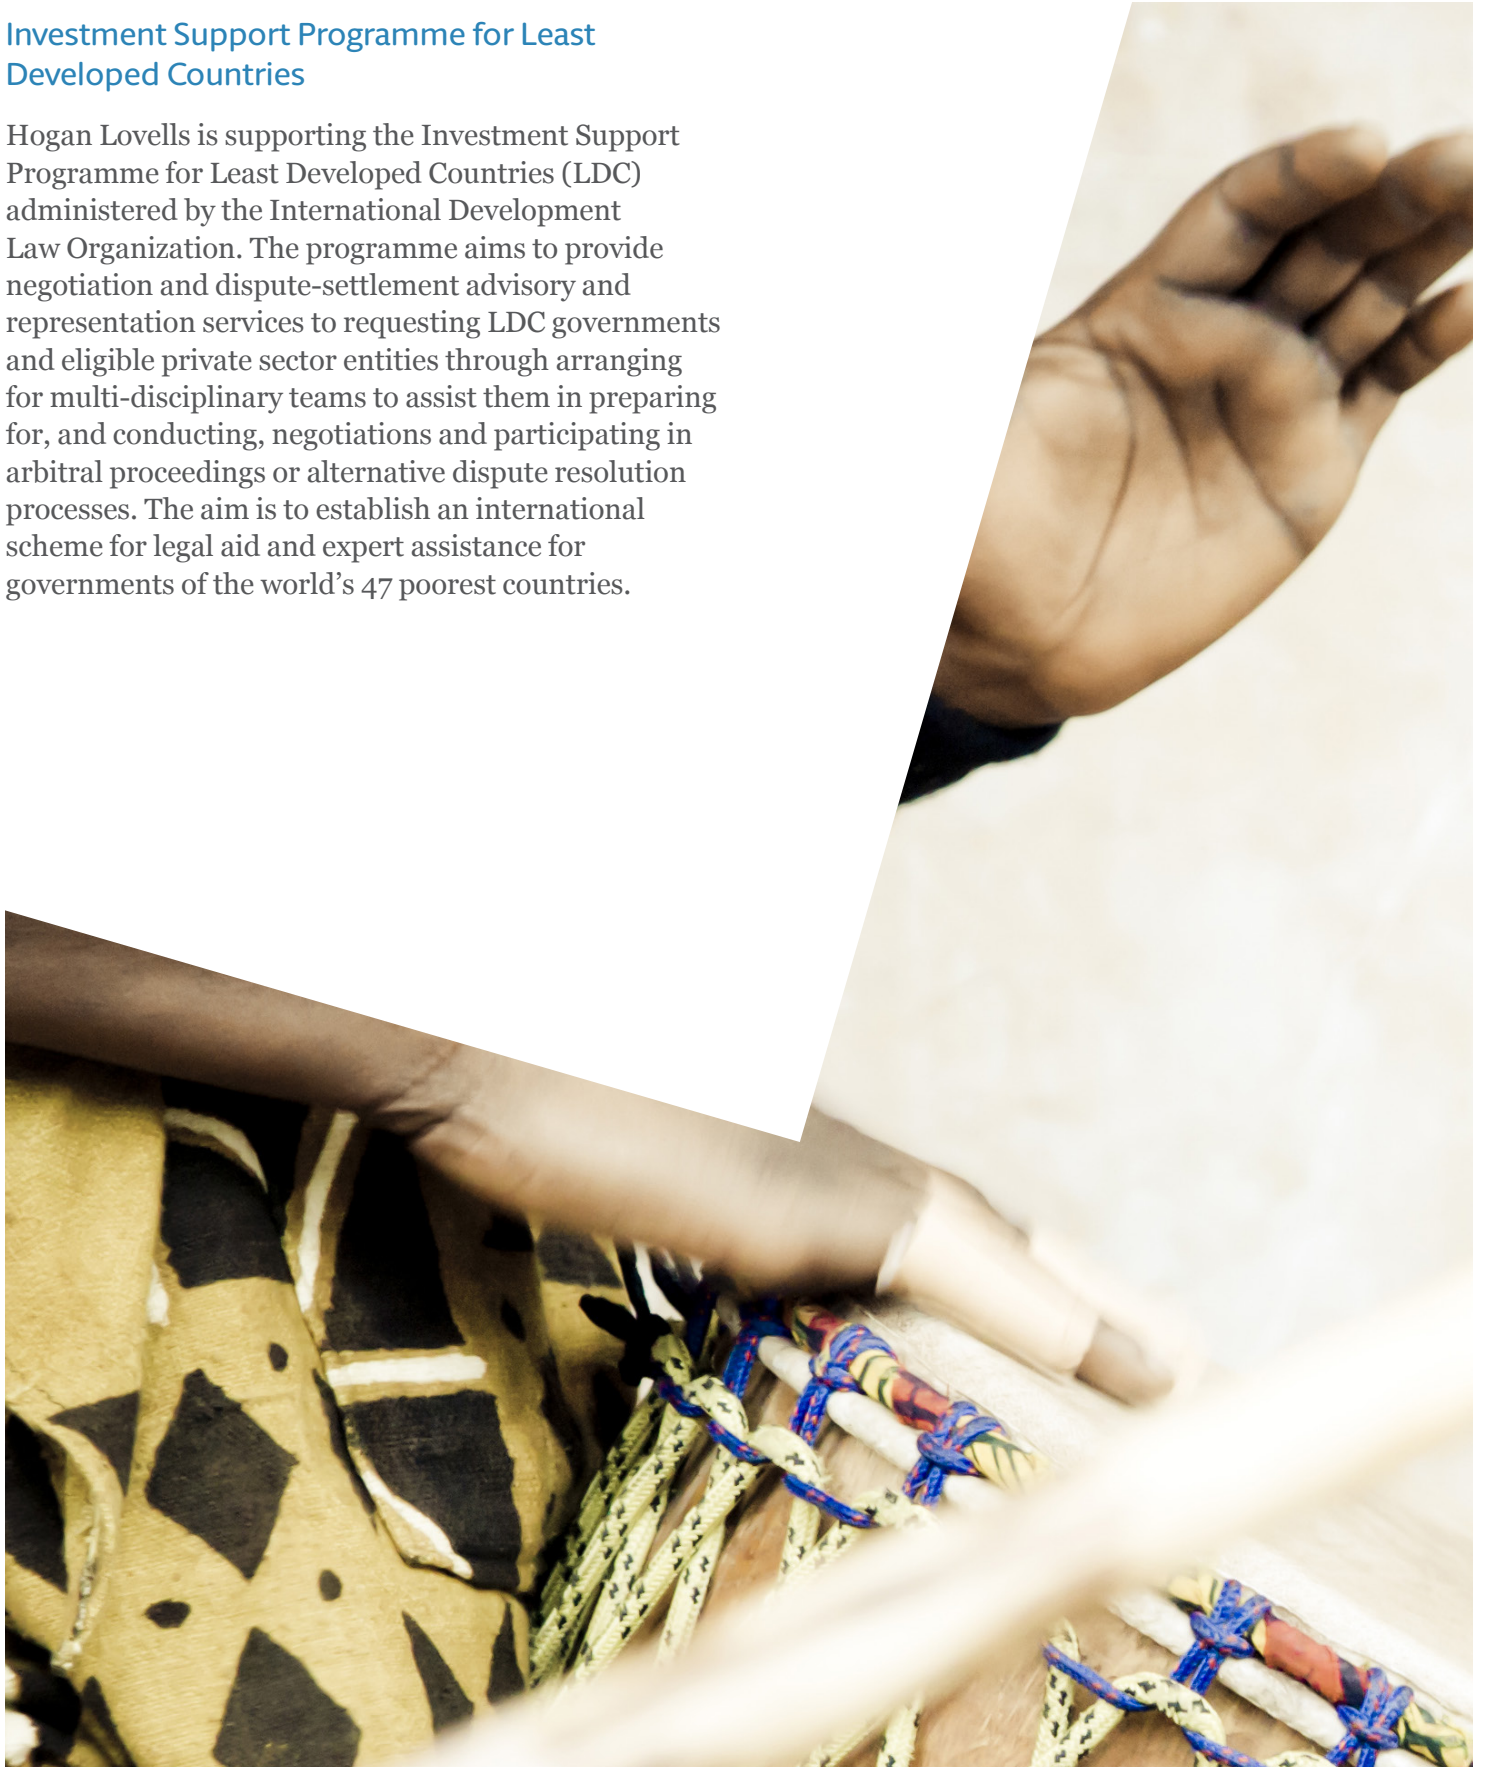 Investment Support Programme for Least
Developed Countries
Hogan Lovells is supporting the Investment Support
Programme for Least Developed Countries (LDC)
administered by the International Development
Law Organization. The programme aims to provide
negotiation and dispute-settlement advisory and
representation services to requesting LDC governments
and eligible private sector entities through arranging
for multi-disciplinary teams to assist them in preparing
for, and conducting, negotiations and participating in
arbitral proceedings or alternative dispute resolution
processes. The aim is to establish an international
scheme for legal aid and expert assistance for
governments of the world’s 47 poorest countries.